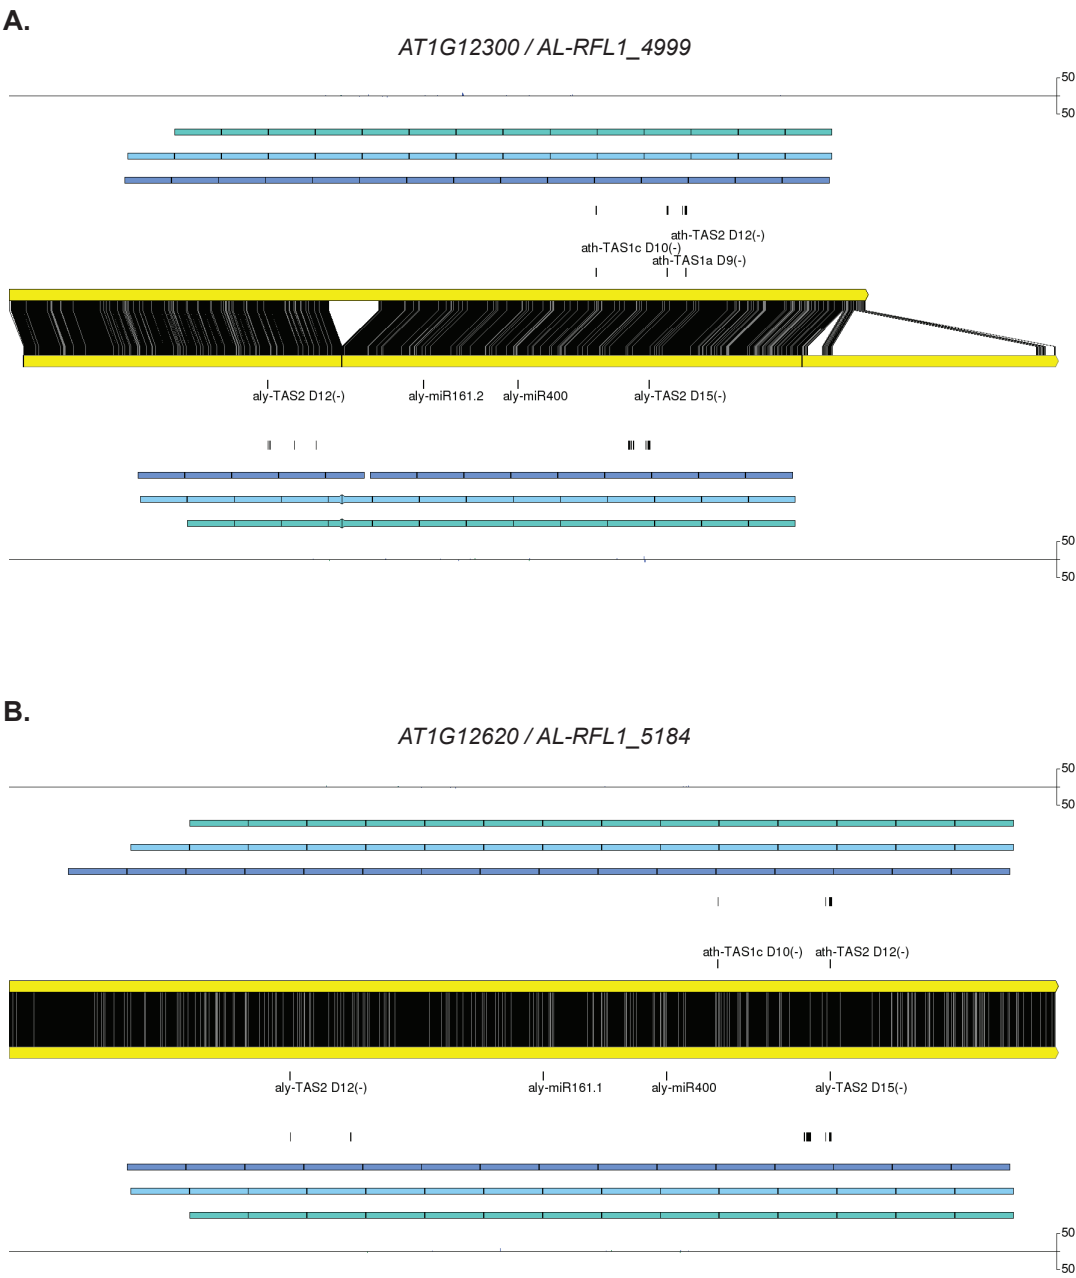 A.
AT1G12300 / AL-RFL1_4999
50
50
ath-TAS2 D12(-)
ath-TAS1c D10(-)
ath-TAS1a D9(-)
aly-TAS2 D12(-) aly-miR161.2 aly-miR400 aly-TAS2 D15(-)
50
50
B.
AT1G12620 / AL-RFL1_5184
50
50
ath-TAS1c D10(-) ath-TAS2 D12(-)
aly-TAS2 D12(-) aly-miR161.1 aly-miR400 aly-TAS2 D15(-)
50
50